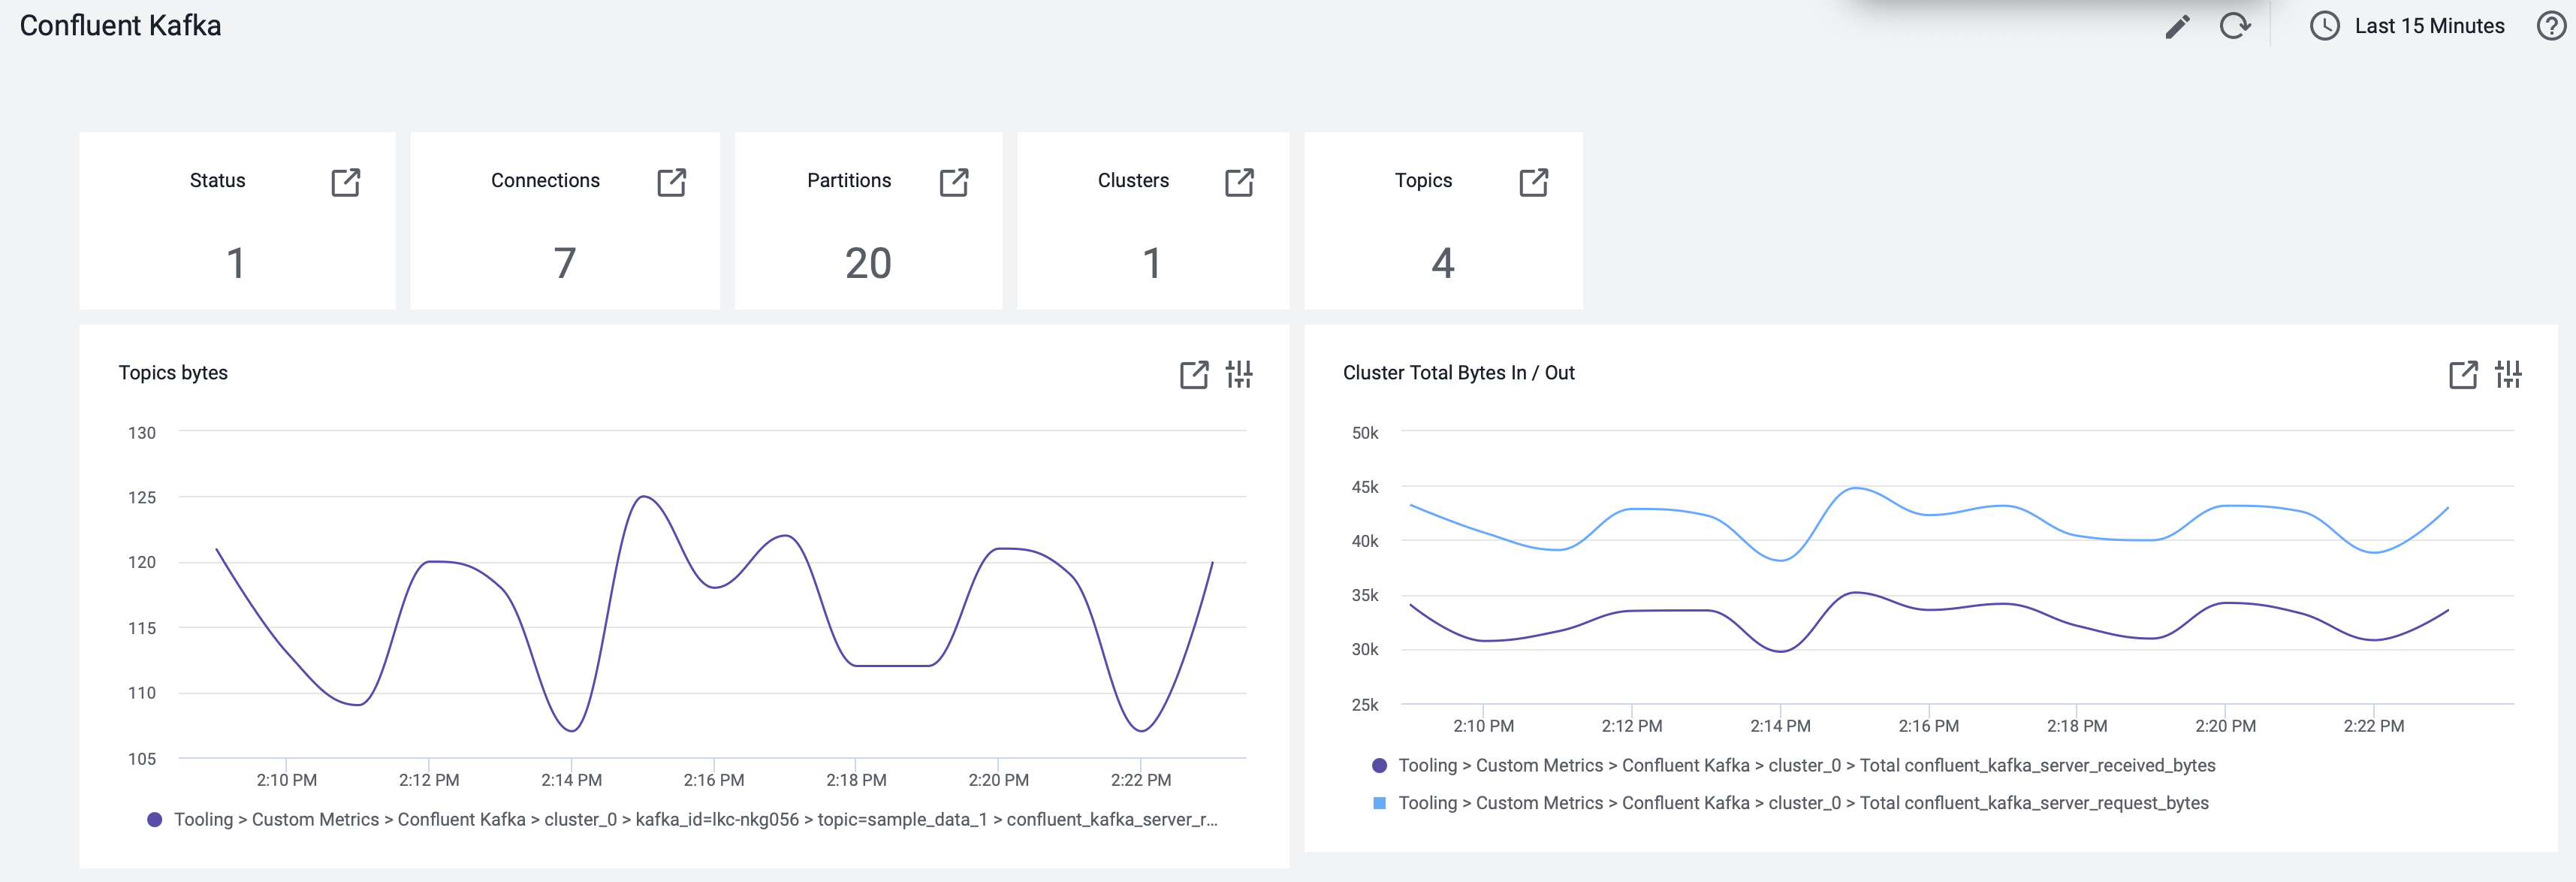 Confluent Kafka
Last 15 Minutes
Status
1
Connections
7
Partitions
20
Clusters
1
Topics
4
Topics bytes
130
125
120
115
110
105
2:10 PM 2:12 PM 2:14 PM 2:16 PM 2:18 PM 2:20 PM 2:22 PM
Tooling > Custom Metrics > Confluent Kafka > cluster_0 > kafka_id=lkc-nkg056 > topic=sample_data_1 > confluent_kafka_server_r...
Cluster Total Bytes In / Out
50k
45k
40k
35k
30k
25k
2:10 PM 2:12 PM 2:14 PM 2:16 PM 2:18 PM 2:20 PM 2:22 PM
Tooling > Custom Metrics > Confluent Kafka > cluster_0 > Total confluent_kafka_server_received_bytes
Tooling > Custom Metrics > Confluent Kafka > cluster_0 > Total confluent_kafka_server_request_bytes